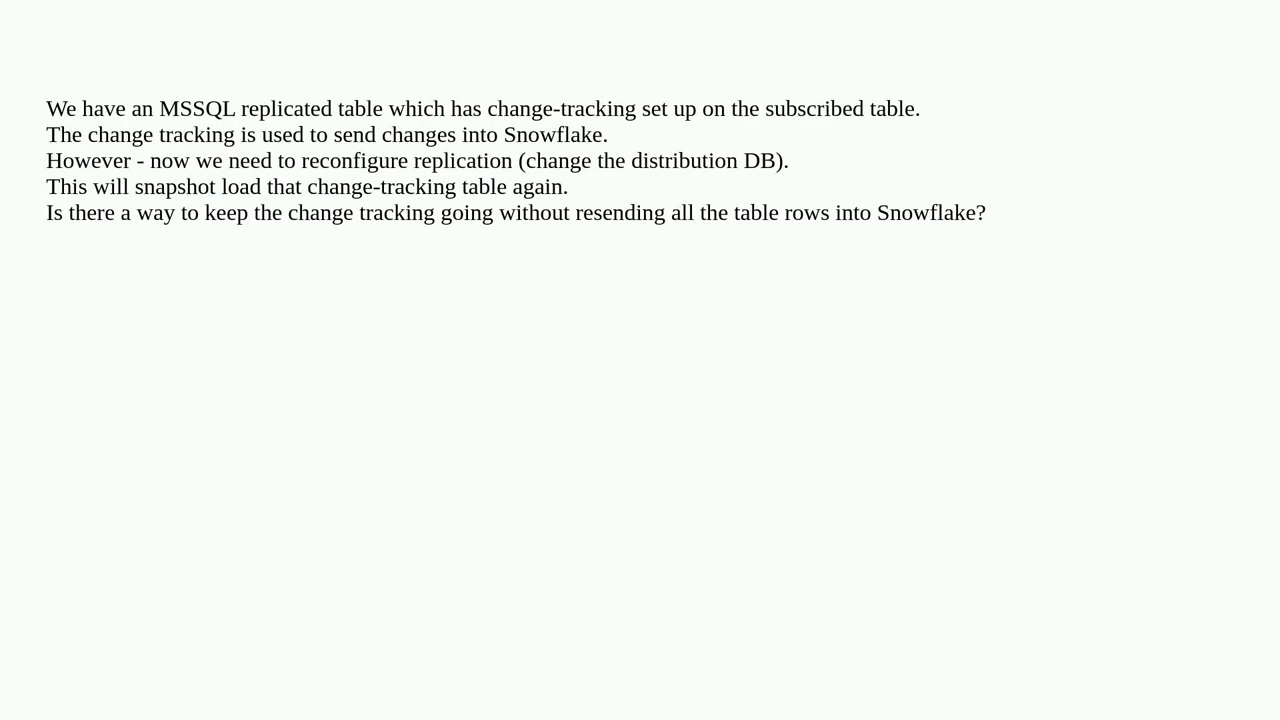 We have an MSSQL replicated table which has change-tracking set up on the subscribed table.
The change tracking is used to send changes into Snowflake.
However - now we need to reconfigure replication (change the distribution DB).
This will snapshot load that change-tracking table again.
Is there a way to keep the change tracking going without resending all the table rows into Snowflake?